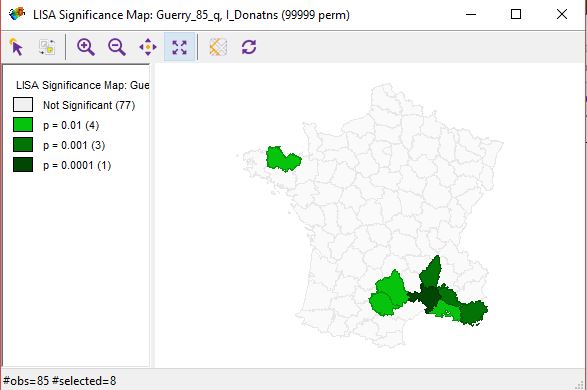 LISA Significance Map: Guerry_85_q, I_Donatns (99999 perm)
LISA Significance Map: Gue
Not Significant (77)
p = 0.01 (4)
p = 0.001 (3)
p = 0.0001 (1)
#obs=85 #selected=8